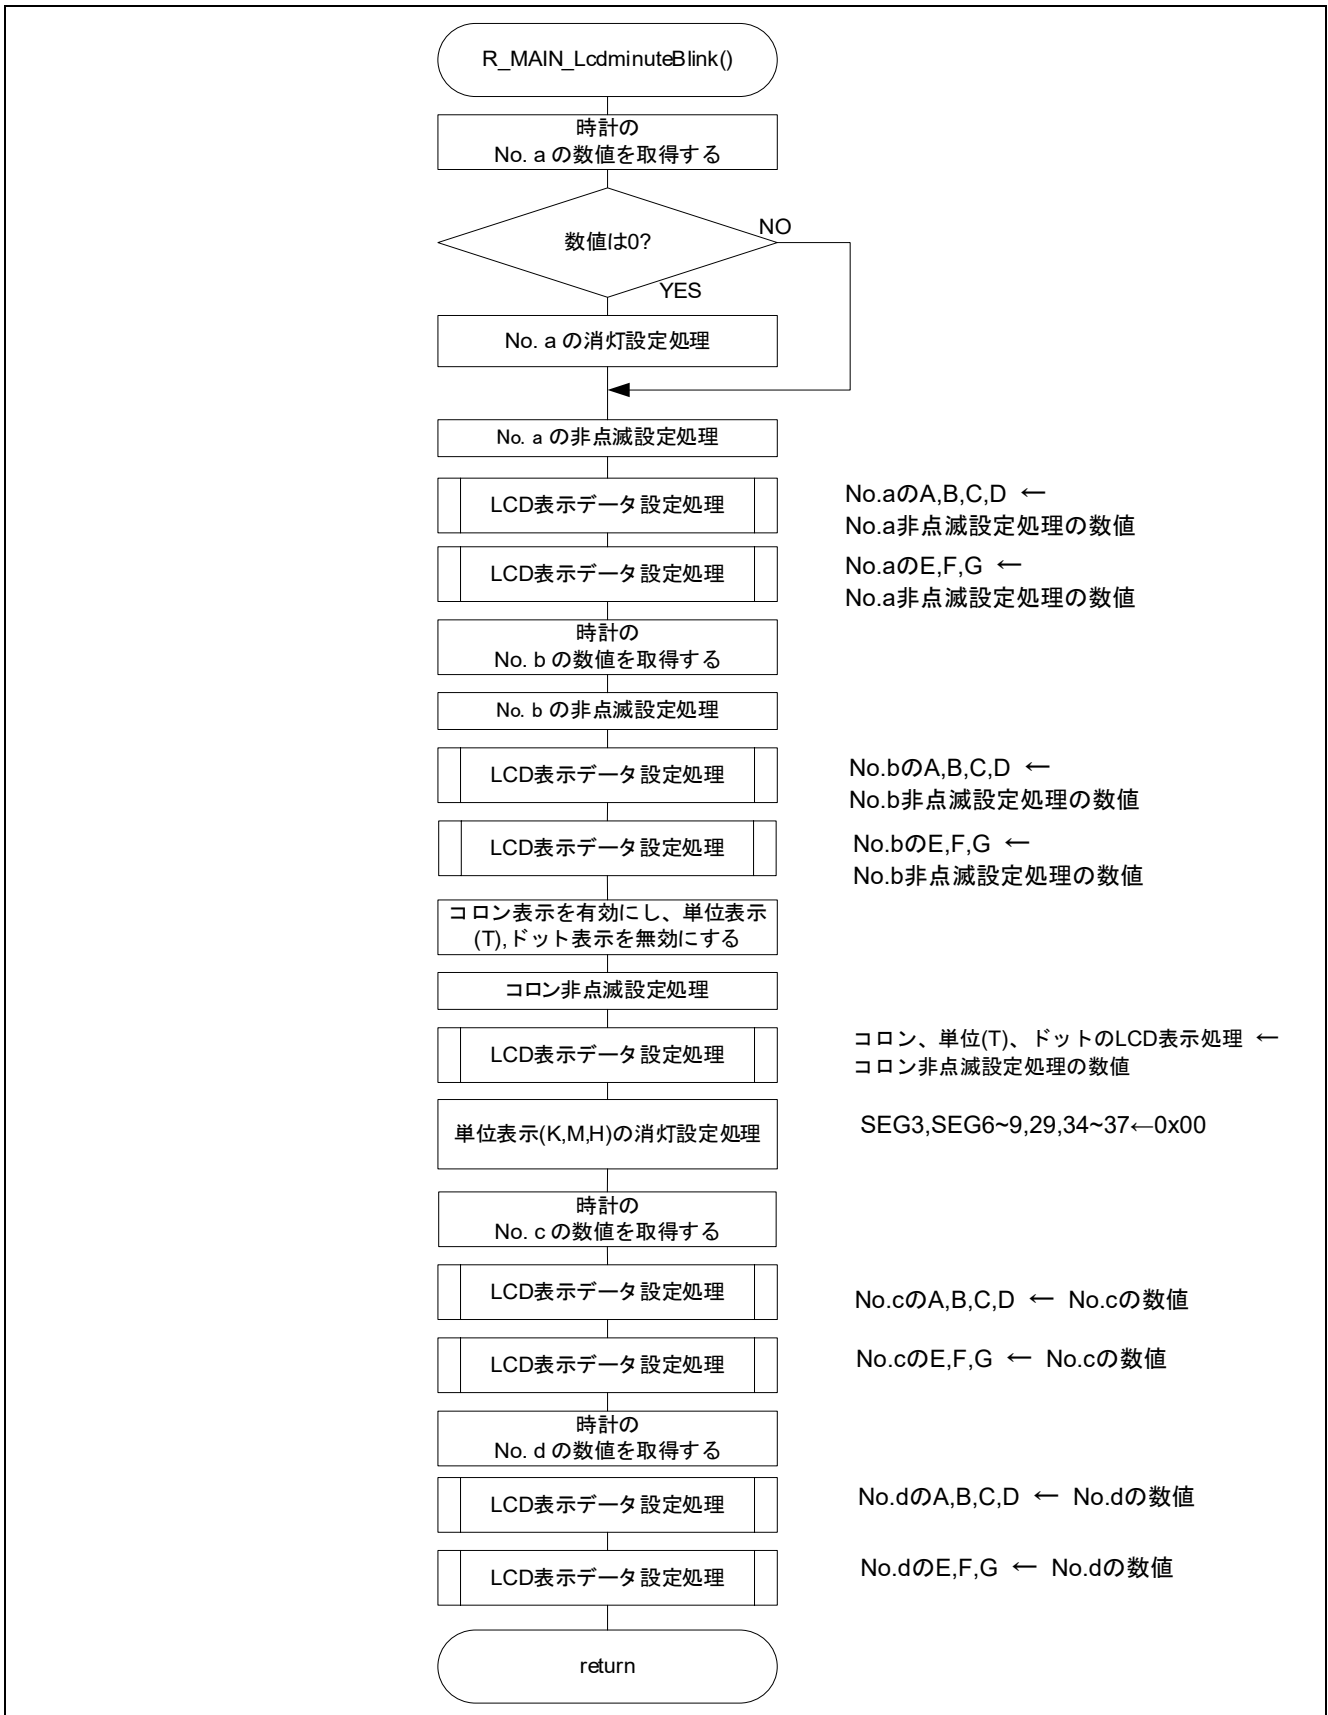 R_MAIN_LcdminuteBlink()
時計の
No. a の数値を取得する
数値は0?
NO
YES
No. a の消灯設定処理
No. a の非点滅設定処理
LCD表示データ設定処理
No.aのA,B,C,D ←
No.a非点滅設定処理の数値
LCD表示データ設定処理
No.aのE,F,G ←
No.a非点滅設定処理の数値
時計の
No. b の数値を取得する
No. b の非点滅設定処理
LCD表示データ設定処理
No.bのA,B,C,D ←
No.b非点滅設定処理の数値
LCD表示データ設定処理
No.bのE,F,G ←
No.b非点滅設定処理の数値
コロン表示を有効にし、単位表示
(T),ドット表示を無効にする
コロン非点滅設定処理
LCD表示データ設定処理
コロン、単位(T)、ドットのLCD表示処理 ←
コロン非点滅設定処理の数値
単位表示(K,M,H)の消灯設定処理
SEG3,SEG6~9,29,34~37←0x00
時計の
No. c の数値を取得する
LCD表示データ設定処理
No.cのA,B,C,D ← No.cの数値
LCD表示データ設定処理
No.cのE,F,G ← No.cの数値
時計の
No. d の数値を取得する
LCD表示データ設定処理
No.dのA,B,C,D ← No.dの数値
LCD表示データ設定処理
No.dのE,F,G ← No.dの数値
return